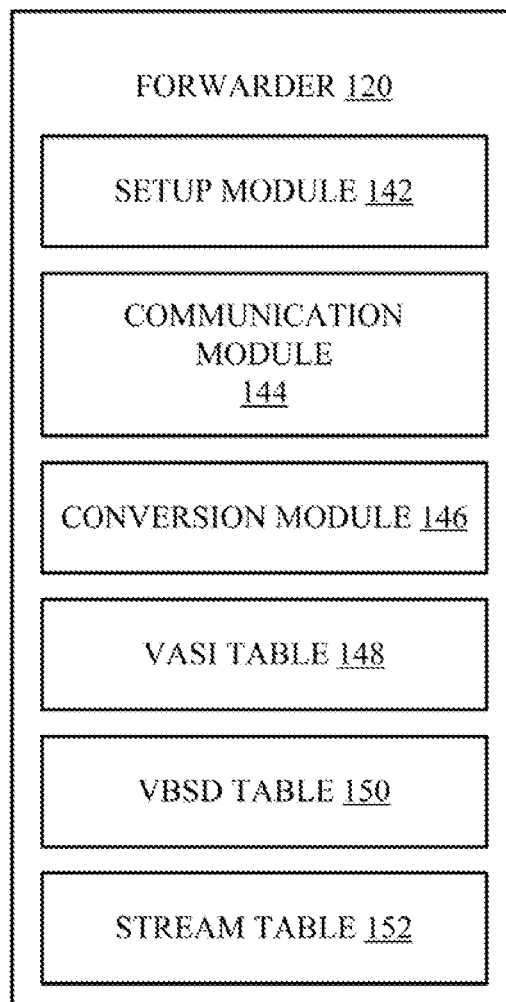 FORWARDER 120
SETUP MODULE 142
COMMUNICATION
MODULE
144
CONVERSION MODULE 146
VASI TABLE 148
VBSD TABLE 150
STREAM TABLE 152